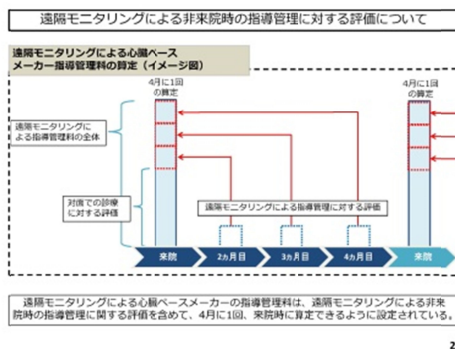 遠隔モニタリングによる非来院時の指導管理に対する評価について
遠隔モニタリングによる心臓ペース
メーカー指導管理料の算定（イメージ図）
4月に1回
の算定
4月に1回
の算定
遠隔モニタリングに
よる指導管理料の全体
対面での診療
に対する評価
遠隔モニタリングによる指導管理に対する評価
来院
2ヵ月目
3ヵ月目
4ヵ月目
来院
遠隔モニタリングによる心臓ペースメーカーの指導管理料は、遠隔モニタリングによる非来
院時の指導管理に関する評価を含めて、4月に1回、来院時に算定できるように設定されている。
2